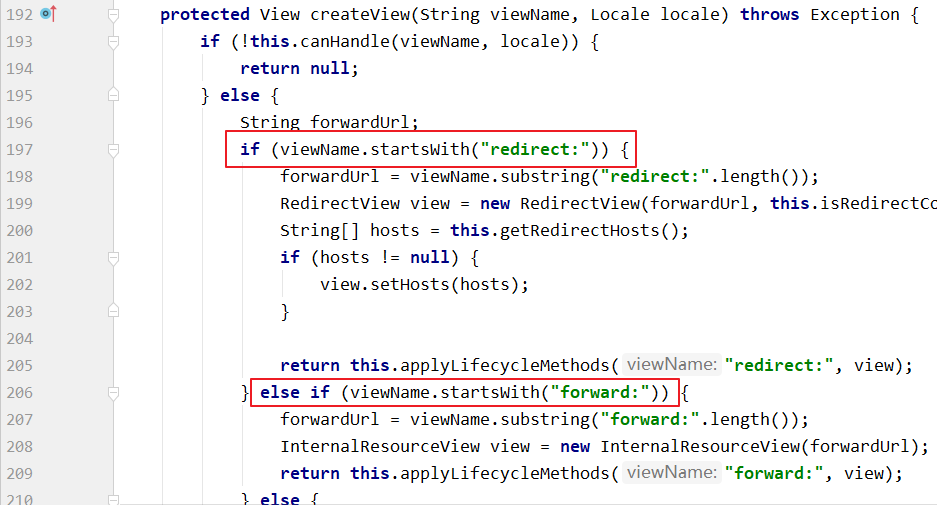 192 protected View createView(String viewName, Locale locale) throws Exception {
193 if (!this.canHandle(viewName, locale)) {
194 return null;
195 } else {
196 String forwardUrl;
197 if (viewName.startsWith("redirect:")) {
198 forwardUrl = viewName.substring("redirect:".length());
199 RedirectView view = new RedirectView(forwardUrl, this.isRedirectCo
200 String[] hosts = this.getRedirectHosts();
201 if (hosts != null) {
202 view.setHosts(hosts);
203 }
204
205 return this.applyLifecycleMethods( viewName: "redirect:", view);
206 } else if (viewName.startsWith("forward:")) {
207 forwardUrl = viewName.substring("forward:".length());
208 InternalResourceView view = new InternalResourceView(forwardUrl);
209 return this.applyLifecycleMethods( viewName: "forward:", view);
210 } else {